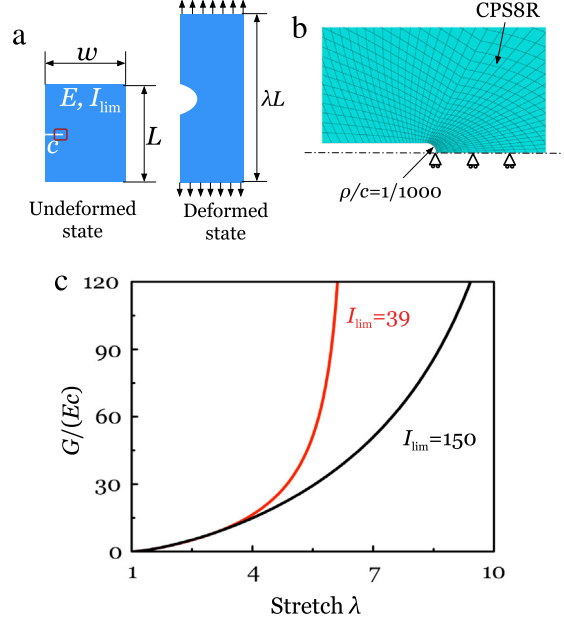 a
w
E, I_lim
c
L
λL
Undeformed
state
Deformed
state
b
CPS8R
ρ/c=1/1000
c
120
90
60
30
0
G/(Ec)
I_lim=39
I_lim=150
1
4
7
10
Stretch λ